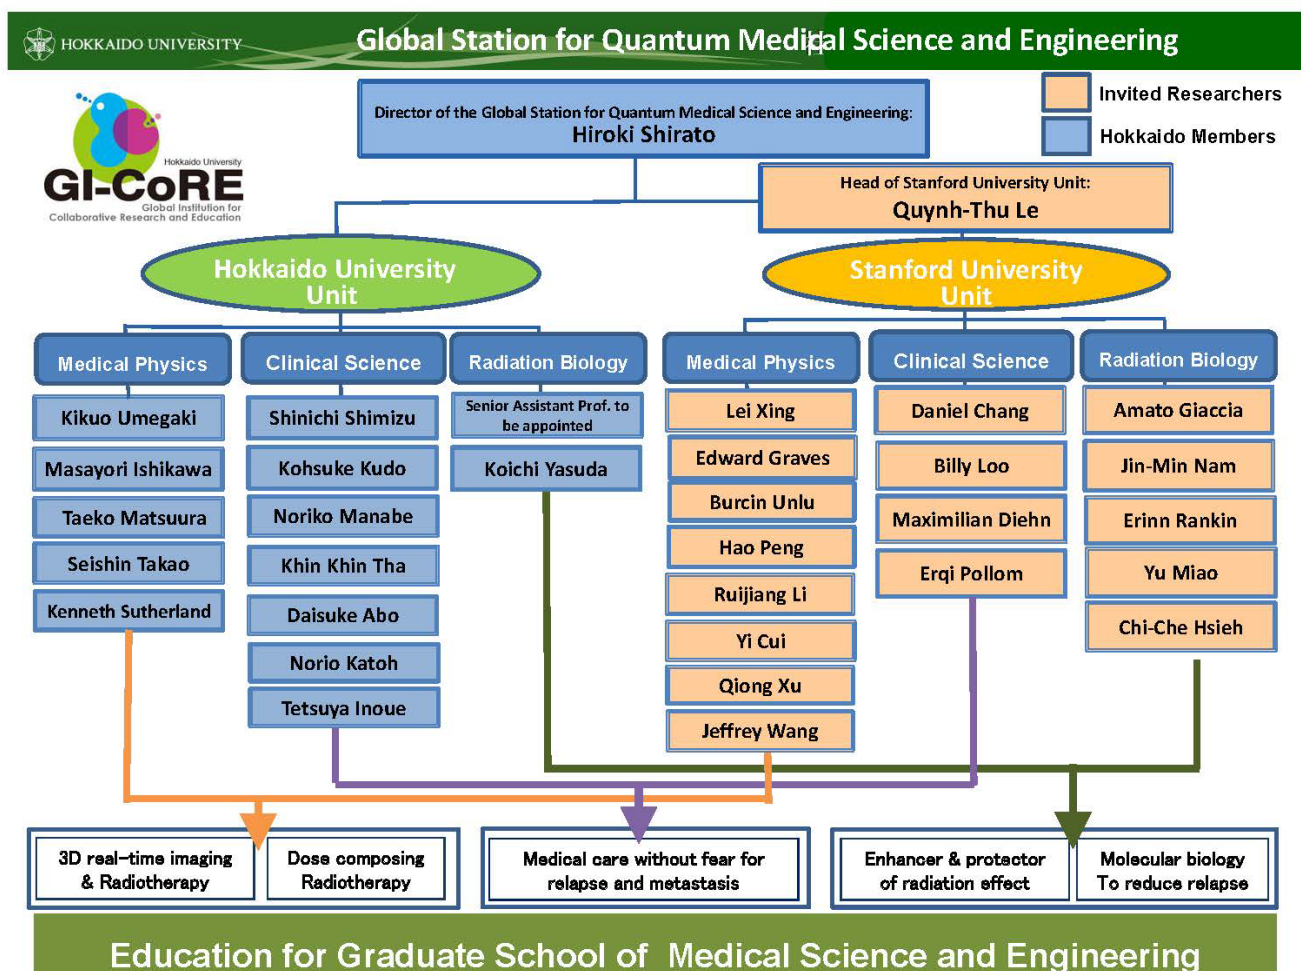 HOKKAIDO UNIVERSITY
Global Station for Quantum Medical Science and Engineering
Director of the Global Station for Quantum Medical Science and Engineering:
Hiroki Shirato
Invited Researchers
Hokkaido Members
Hokkaido University
GI-CoRE
Global Institution for
Collaborative Research and Education
Head of Stanford University Unit:
Quynh-Thu Le
Hokkaido University
Unit
Stanford University
Unit
Medical Physics
Kikuo Umegaki
Masayori Ishikawa
Taeko Matsuura
Seishin Takao
Kenneth Sutherland
Clinical Science
Shinichi Shimizu
Kohsuke Kudo
Noriko Manabe
Khin Khin Tha
Daisuke Abo
Norio Katoh
Tetsuya Inoue
Radiation Biology
Senior Assistant Prof. to
be appointed
Koichi Yasuda
Medical Physics
Lei Xing
Edward Graves
Burcin Unlu
Hao Peng
Ruijiang Li
Yi Cui
Qiong Xu
Jeffrey Wang
Clinical Science
Daniel Chang
Billy Loo
Maximilian Diehn
Erqi Pollom
Radiation Biology
Amato Giaccia
Jin-Min Nam
Erinn Rankin
Yu Miao
Chi-Che Hsieh
3D real-time imaging
& Radiotherapy
Dose composing
Radiotherapy
Medical care without fear for
relapse and metastasis
Enhancer & protector
of radiation effect
Molecular biology
To reduce relapse
Education for Graduate School of Medical Science and Engineering